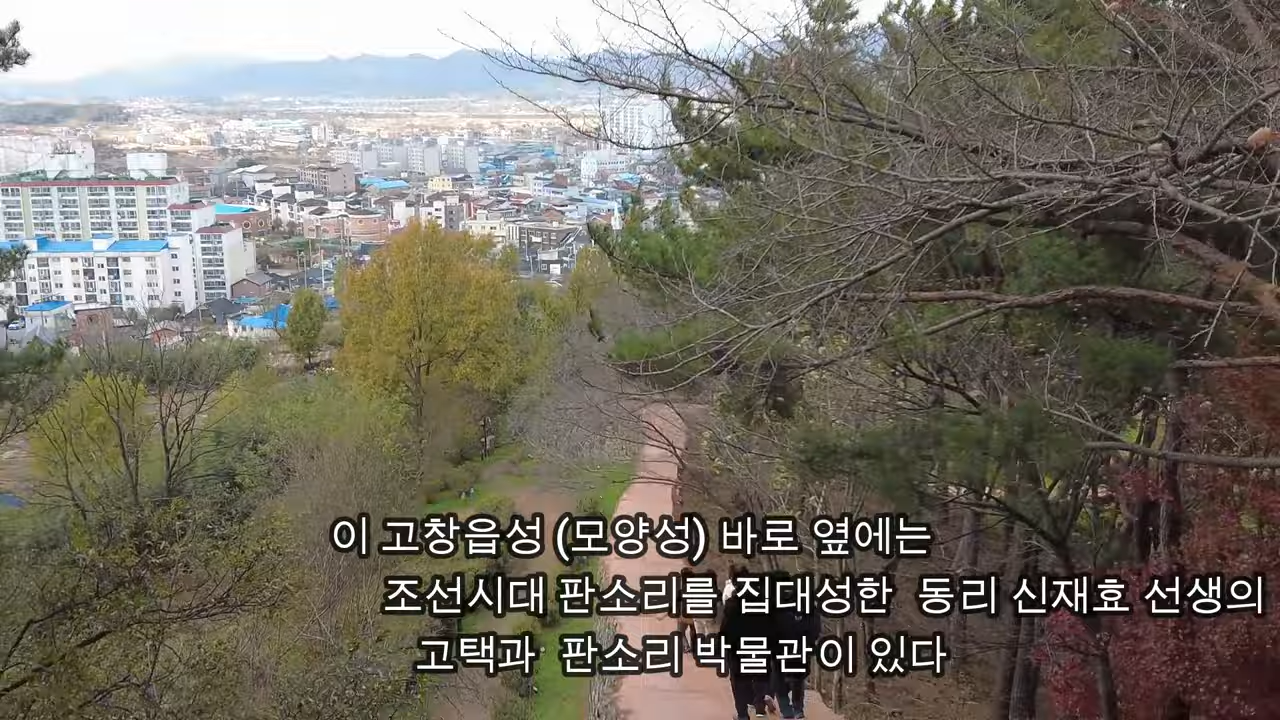 이 고창읍성 (모양성) 바로 옆에는
조선시대 판소리를 집대성한 동리 신재효 선생의
고택과 판소리 박물관이 있다